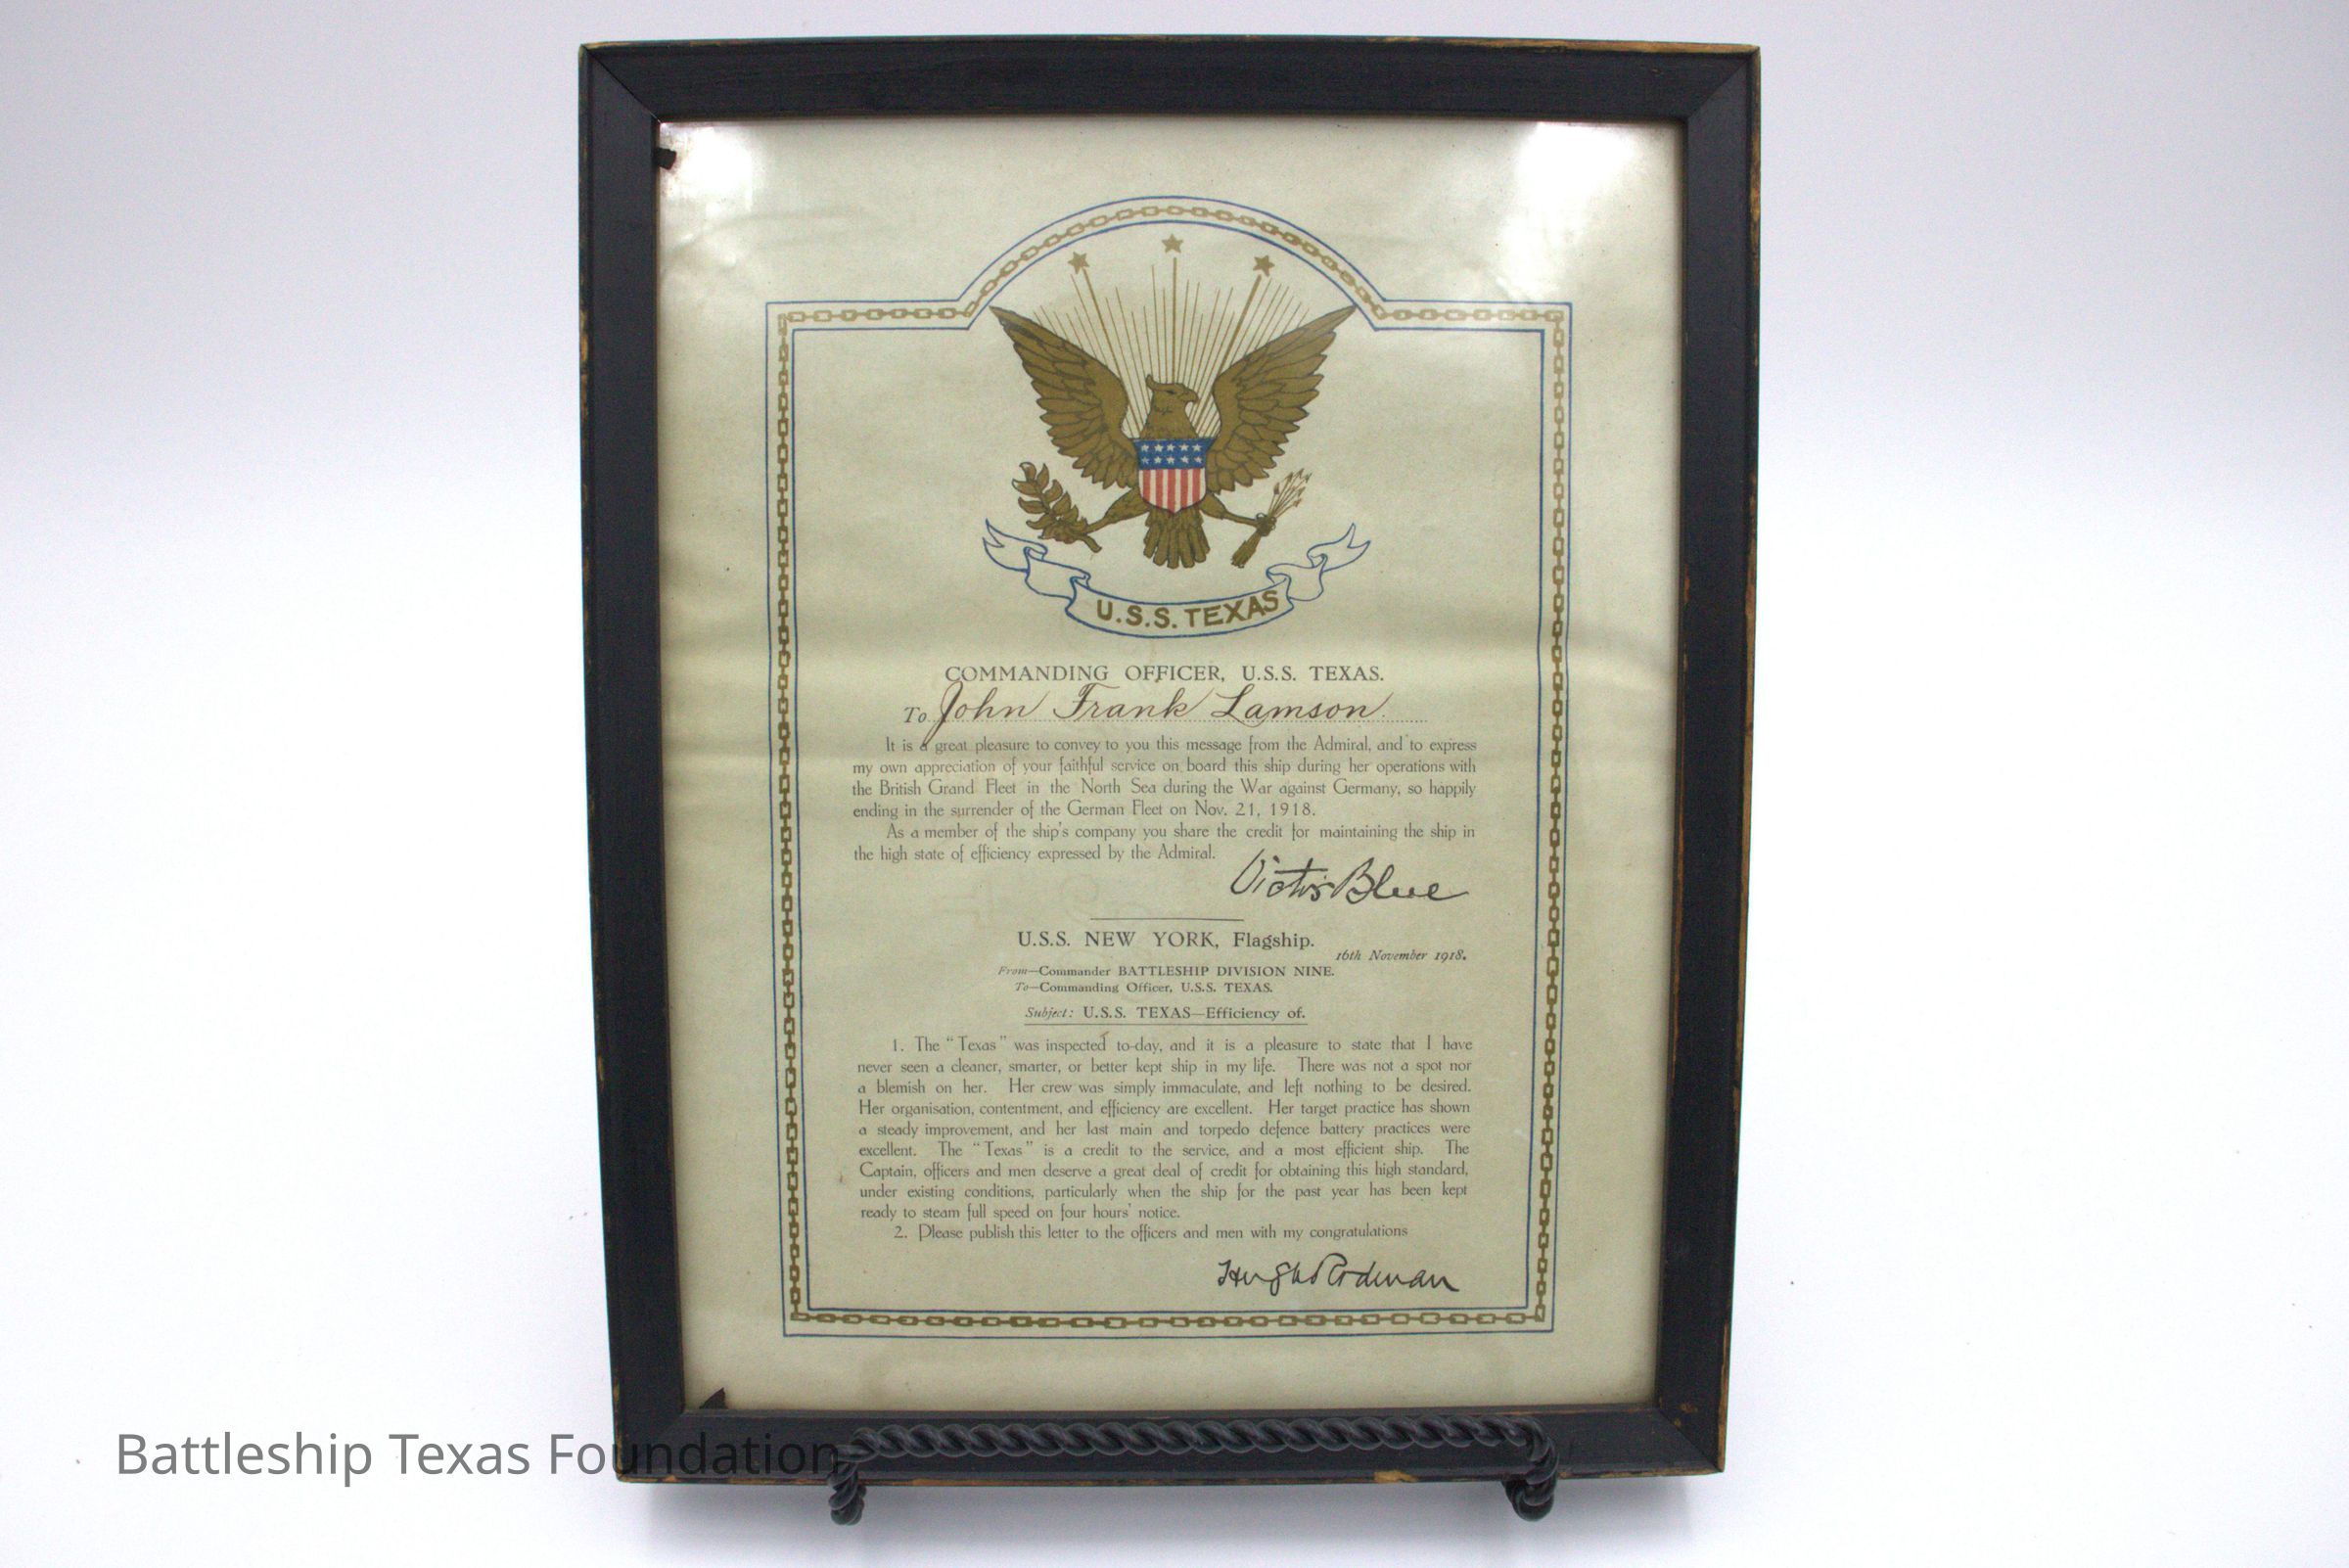 U.S.S. TEXAS
COMMANDING OFFICER, U.S.S. TEXAS.
To John Frank Lamson
It is a great pleasure to convey to you this message from the Admiral, and to express
my own appreciation of your faithful service on board this ship during her operations with
the British Grand Fleet in the North Sea during the War against Germany, so happily
ending in the surrender of the German Fleet on Nov. 21, 1918.
As a member of the ship's company you share the credit for maintaining the ship in
the high state of efficiency expressed by the Admiral.
Victor Blue
U.S.S. NEW YORK, Flagship.
16th November 1918.
From—Commander BATTLESHIP DIVISION NINE.
To—Commanding Officer, U.S.S. TEXAS.
Subject: U.S.S. TEXAS—Efficiency of.
1. The "Texas" was inspected to-day, and it is a pleasure to state that I have
never seen a cleaner, smarter, or better kept ship in my life. There was not a spot nor
a blemish on her. Her crew was simply immaculate, and left nothing to be desired.
Her organisation, contentment, and efficiency are excellent. Her target practice has shown
a steady improvement, and her last main and torpedo defence battery practices were
excellent. The "Texas" is a credit to the service, and a most efficient ship. The
Captain, officers and men deserve a great deal of credit for obtaining this high standard,
under existing conditions, particularly when the ship for the past year has been kept
ready to steam full speed on four hours' notice.
2. Please publish this letter to the officers and men with my congratulations
Hugh Rodman
Battleship Texas Foundation